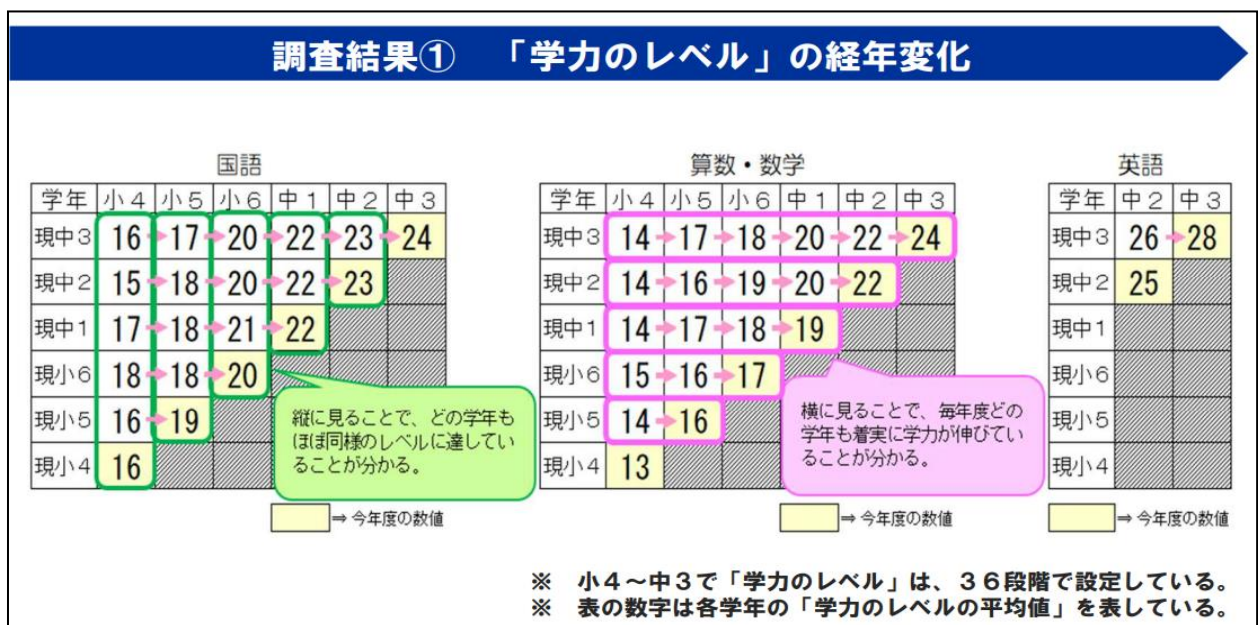 調査結果① 「学力のレベル」の経年変化
国語
学年 小4 小5 小6 中1 中2 中3
現中3 16 17 20 22 23 24
現中2 15 18 20 22 23
現中1 17 18 21 22
現小6 18 18 20
現小5 16 19
現小4 16
縦に見ることで、どの学年も
ほぼ同様のレベルに達してい
ることが分かる。
⇒ 今年度の数値
算数・数学
学年 小4 小5 小6 中1 中2 中3
現中3 14 17 18 20 22 24
現中2 14 16 19 20 22
現中1 14 17 18 19
現小6 15 16 17
現小5 14 16
現小4 13
横に見ることで、毎年度どの
学年も着実に学力が伸びてい
ることが分かる。
⇒ 今年度の数値
英語
学年 中2 中3
現中3 26 28
現中2 25
現中1
現小6
現小5
現小4
⇒ 今年度の数値
※ 小4~中3で「学力のレベル」は、36段階で設定している。
※ 表の数字は各学年の「学力のレベルの平均値」を表している。